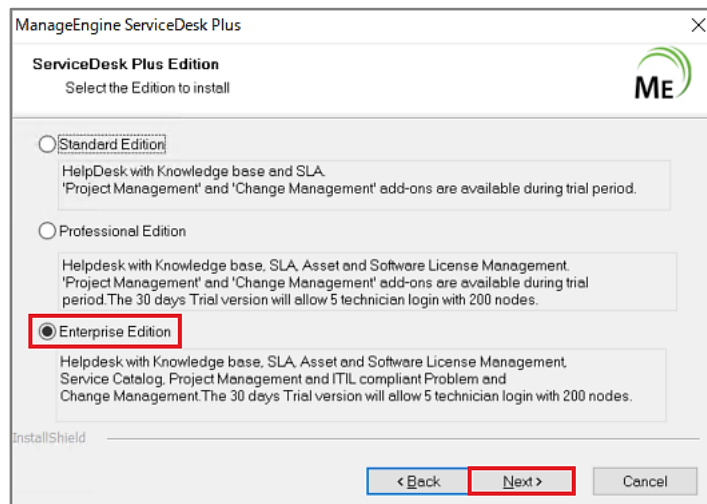 ManageEngine ServiceDesk Plus
ServiceDesk Plus Edition
Select the Edition to install
ME
Standard Edition
HelpDesk with Knowledge base and SLA.
'Project Management' and 'Change Management' add-ons are available during trial period.
Professional Edition
Helpdesk with Knowledge base, SLA, Asset and Software License Management.
'Project Management' and 'Change Management' add-ons are available during trial
period.The 30 days Trial version will allow 5 technician login with 200 nodes.
Enterprise Edition
Helpdesk with Knowledge base, SLA, Asset and Software License Management,
Service Catalog, Project Management and ITIL compliant Problem and
Change Management.The 30 days Trial version will allow 5 technician login with 200 nodes.
InstallShield
< Back Next > Cancel